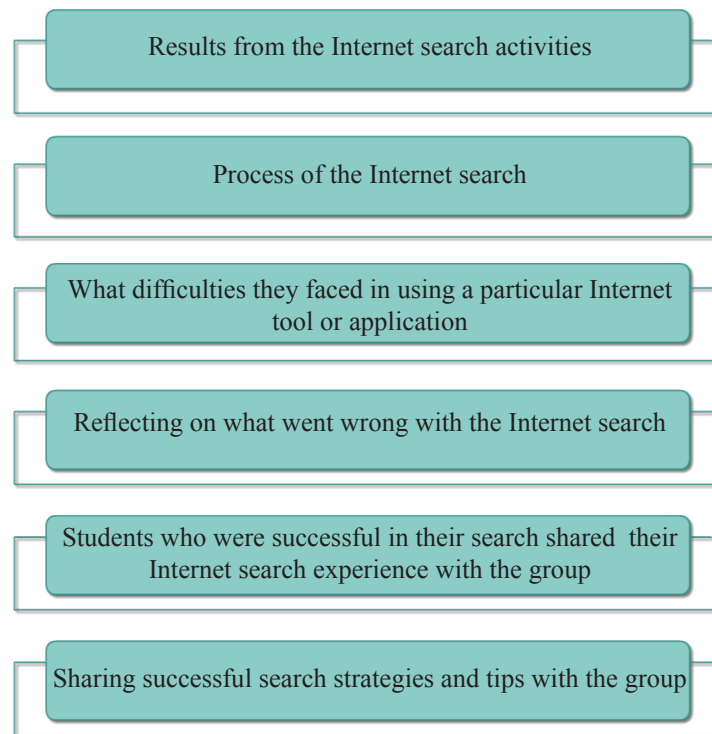 Results from the Internet search activities
Process of the Internet search
What difficulties they faced in using a particular Internet
tool or application
Reflecting on what went wrong with the Internet search
Students who were successful in their search shared  their
Internet search experience with the group
Sharing successful search strategies and tips with the group